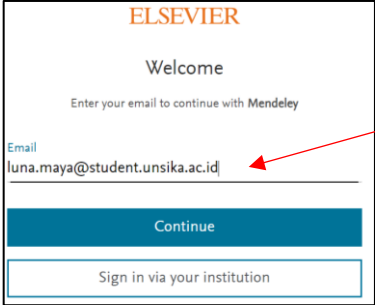 ELSEVIER
Welcome
Enter your email to continue with Mendeley
Email
luna.maya@student.unsika.ac.id
Continue
Sign in via your institution